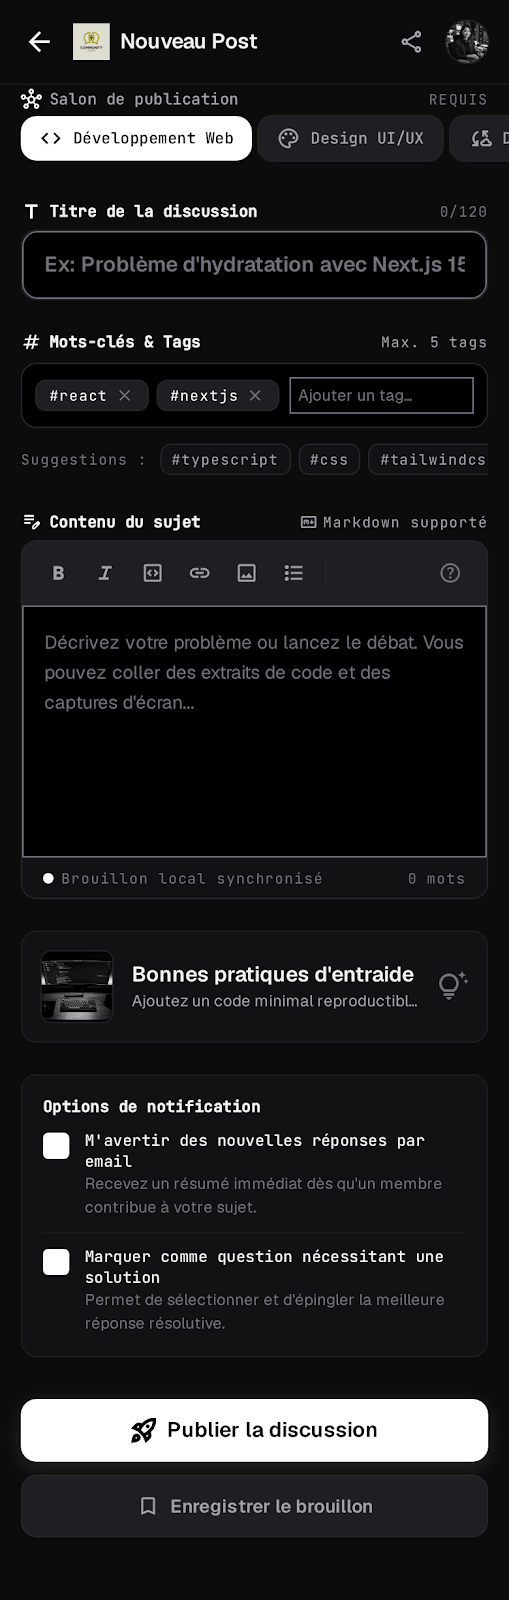 Nouveau Post
COMMUNITY
Salon de publication REQUIS
Développement Web Design UI/UX
Titre de la discussion 0/120
Ex: Problème d'hydratation avec Next.js 15
Mots-clés & Tags Max. 5 tags
#react #nextjs Ajouter un tag...
Suggestions : #typescript #css #tailwindcs
Contenu du sujet Markdown supporté
B I
Décrivez votre problème ou lancez le débat. Vous
pouvez coller des extraits de code et des
captures d'écran...
Brouillon local synchronisé 0 mots
Bonnes pratiques d'entraide
Ajoutez un code minimal reproductibl...
Options de notification
M'avertir des nouvelles réponses par
email
Recevez un résumé immédiat dès qu'un membre
contribue à votre sujet.
Marquer comme question nécessitant une
solution
Permet de sélectionner et d'épingler la meilleure
réponse résolutive.
Publier la discussion
Enregistrer le brouillon